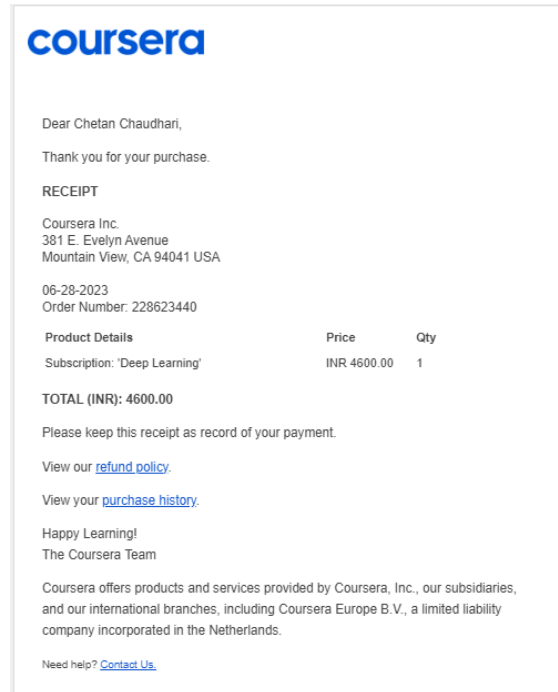 coursera
Dear Chetan Chaudhari,
Thank you for your purchase.
RECEIPT
Coursera Inc.
381 E. Evelyn Avenue
Mountain View, CA 94041 USA
06-28-2023
Order Number: 228623440
Product Details Price Qty
Subscription: 'Deep Learning' INR 4600.00 1
TOTAL (INR): 4600.00
Please keep this receipt as record of your payment.
View our refund policy.
View your purchase history.
Happy Learning!
The Coursera Team
Coursera offers products and services provided by Coursera, Inc., our subsidiaries,
and our international branches, including Coursera Europe B.V., a limited liability
company incorporated in the Netherlands.
Need help? Contact Us.